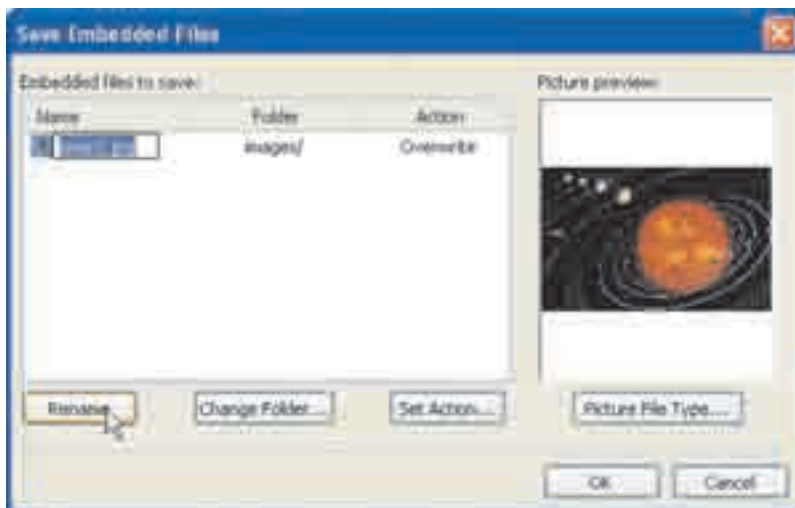 Save Embedded Files
Embedded files to save:
Picture preview:
Name Folder Action
images/ Overwrite
Rename
Change Folder...
Set Action...
Picture File Type...
OK
Cancel